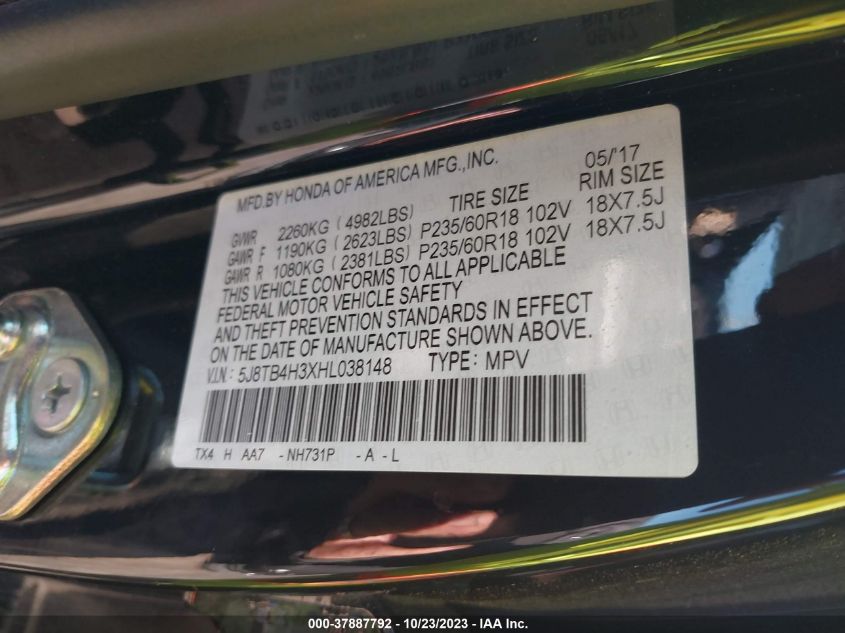 MFD.BY HONDA OF AMERICA MFG.,INC. 05/'17
GVWR 2260KG (4982LBS) TIRE SIZE RIM SIZE
GAWR F 1190KG (2623LBS) P235/60R18 102V 18X7.5J
GAWR R 1080KG (2381LBS) P235/60R18 102V 18X7.5J
THIS VEHICLE CONFORMS TO ALL APPLICABLE
FEDERAL MOTOR VEHICLE SAFETY
AND THEFT PREVENTION STANDARDS IN EFFECT
ON THE DATE OF MANUFACTURE SHOWN ABOVE.
V.I.N.: 5J8TB4H3XHL038148 TYPE: MPV
TX4 H AA7 -NH731P -A -L
000-37887792 - 10/23/2023 - IAA Inc.